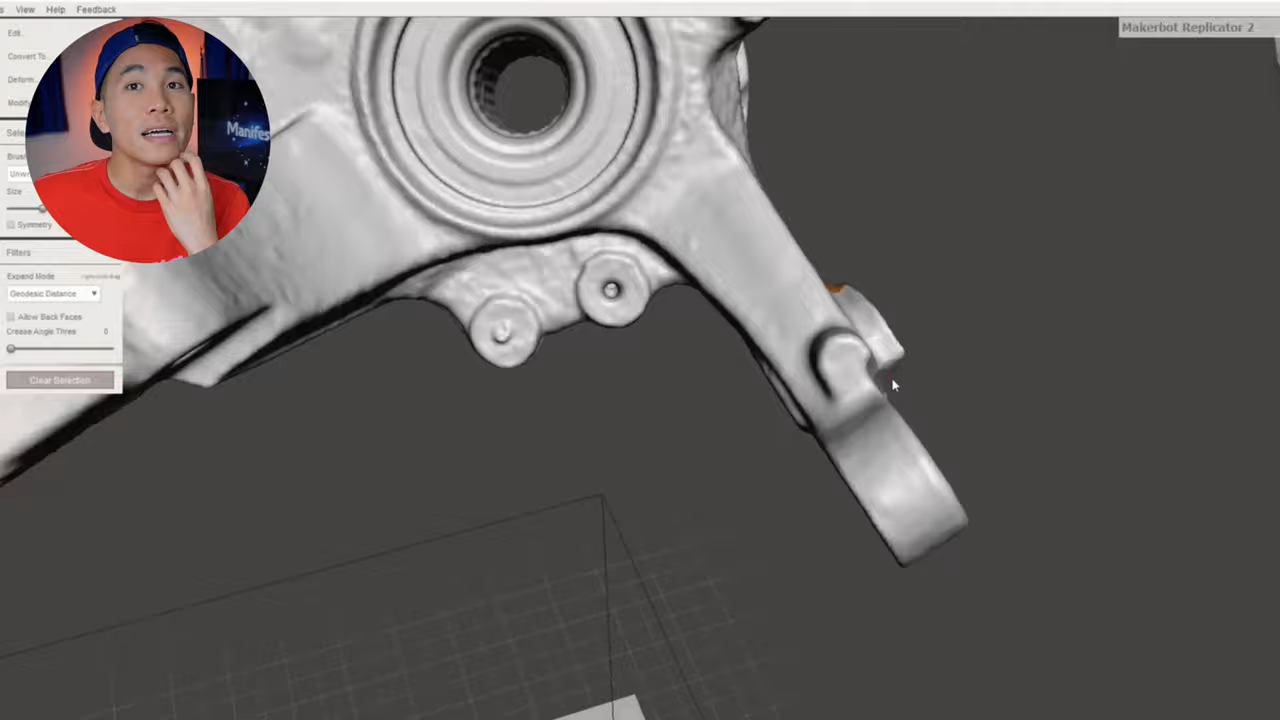 View Help Feedback
Makerbot Replicator 2
Edit
Convert To
Deform
Modify
Size
Symmetry
Filters
Expand Mode
Geodesic Distance
Allow Back Faces
Crease Angle Thres 0
Clear Selection
Manifes